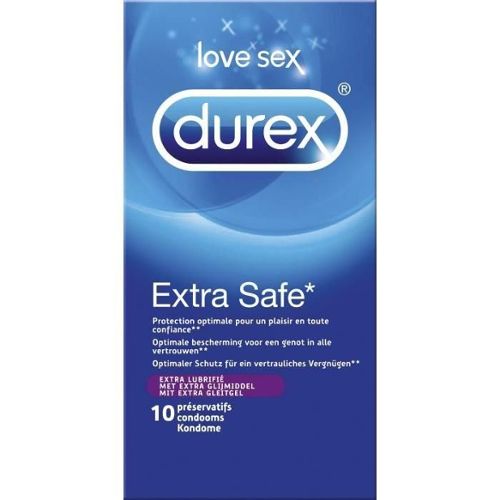 love sex
durex®
Extra Safe*
Protection optimale pour un plaisir en toute
confiance**
Optimale bescherming voor een genot in alle
vertrouwen**
Optimaler Schutz für ein vertrauliches Vergnügen**
EXTRA LUBRIFIÉ
MET EXTRA GLIJMIDDEL
MIT EXTRA GLEITGEL
10 préservatifs
condooms
Kondome